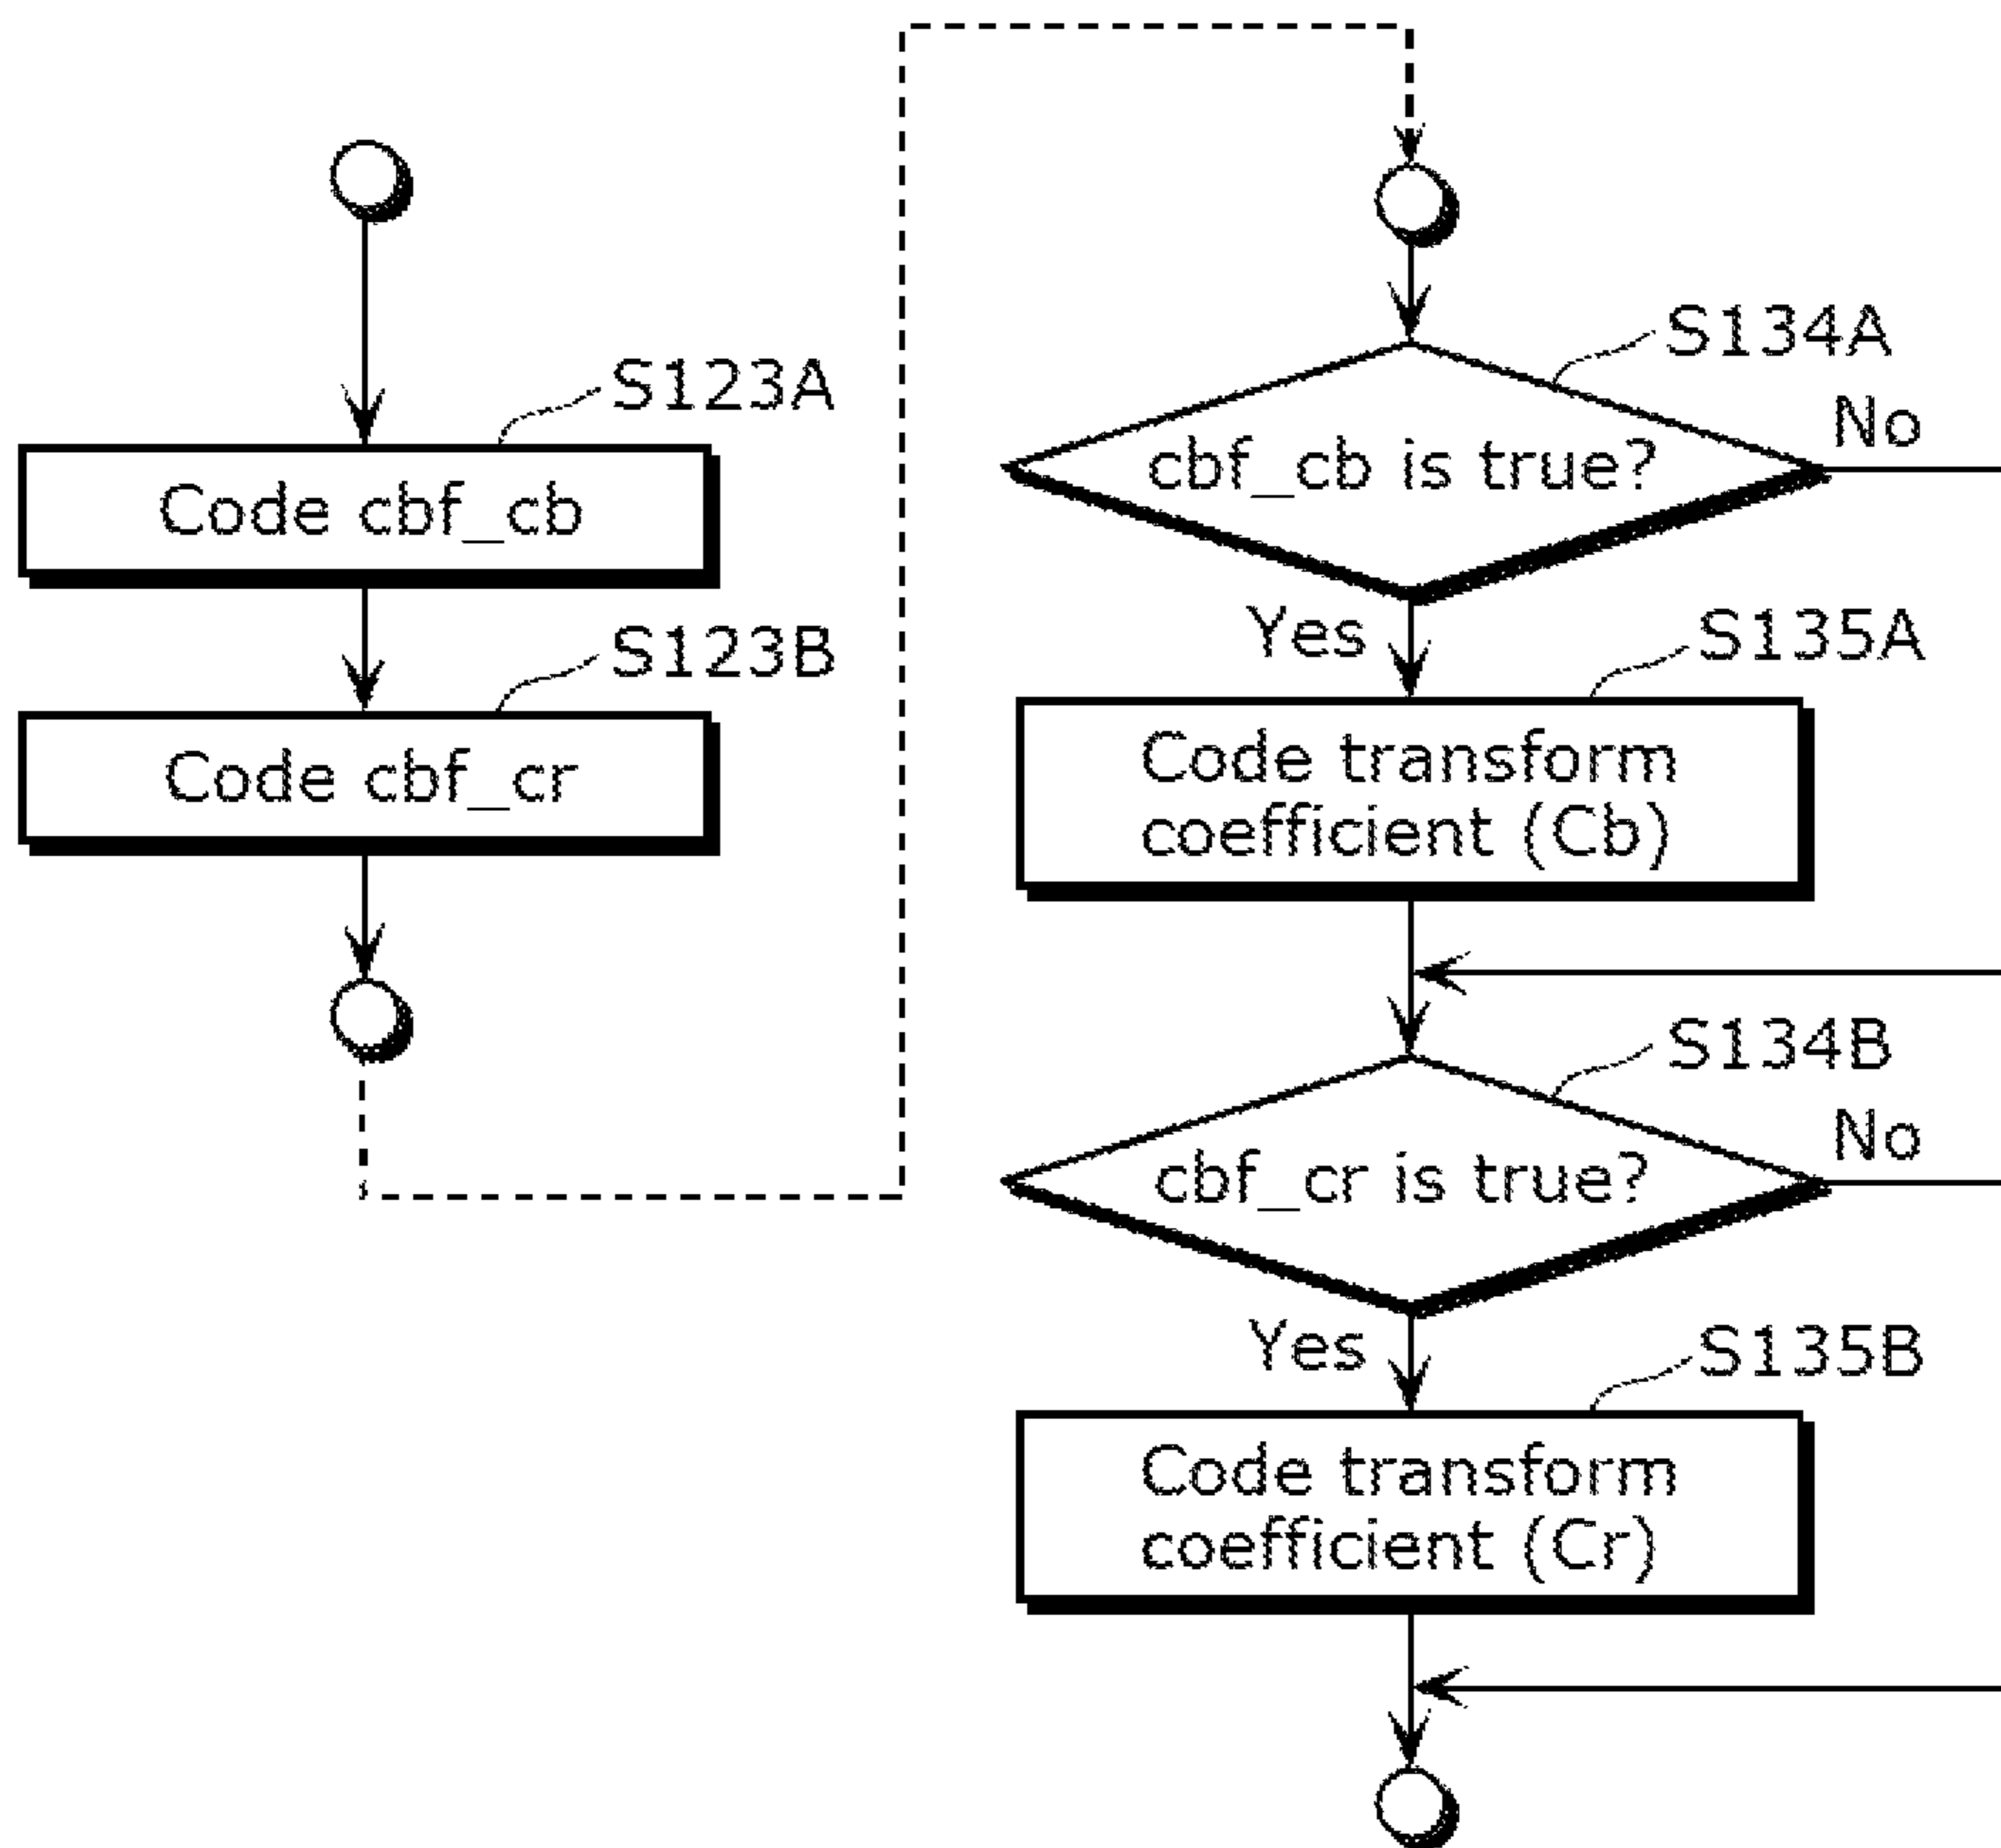 S123A
Code cbf_cb
S123B
Code cbf_cr
S134A
cbf_cb is true?
No
Yes
S135A
Code transform
coefficient (Cb)
S134B
cbf_cr is true?
No
Yes
S135B
Code transform
coefficient (Cr)